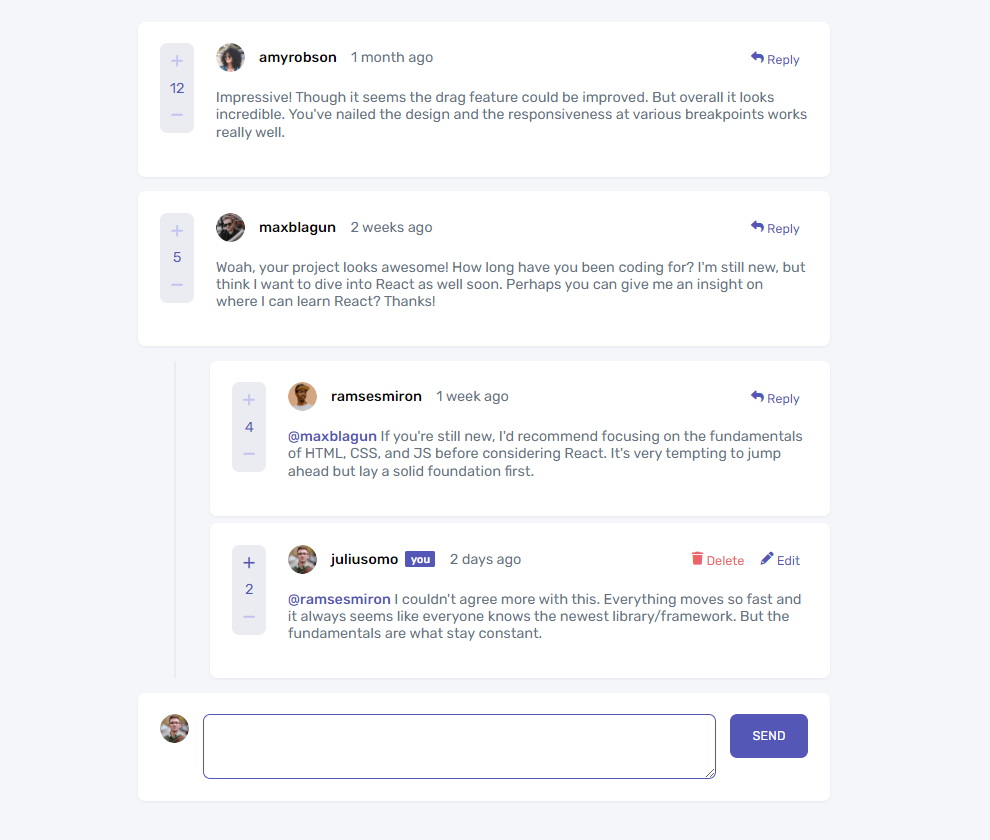 +
12
−
amyrobson 1 month ago Reply
Impressive! Though it seems the drag feature could be improved. But overall it looks
incredible. You've nailed the design and the responsiveness at various breakpoints works
really well.
+
5
−
maxblagun 2 weeks ago Reply
Woah, your project looks awesome! How long have you been coding for? I'm still new, but
think I want to dive into React as well soon. Perhaps you can give me an insight on
where I can learn React? Thanks!
+
4
−
ramsesmiron 1 week ago Reply
@maxblagun If you're still new, I'd recommend focusing on the fundamentals
of HTML, CSS, and JS before considering React. It's very tempting to jump
ahead but lay a solid foundation first.
+
2
−
juliusomo you 2 days ago Delete Edit
@ramsesmiron I couldn't agree more with this. Everything moves so fast and
it always seems like everyone knows the newest library/framework. But the
fundamentals are what stay constant.
SEND